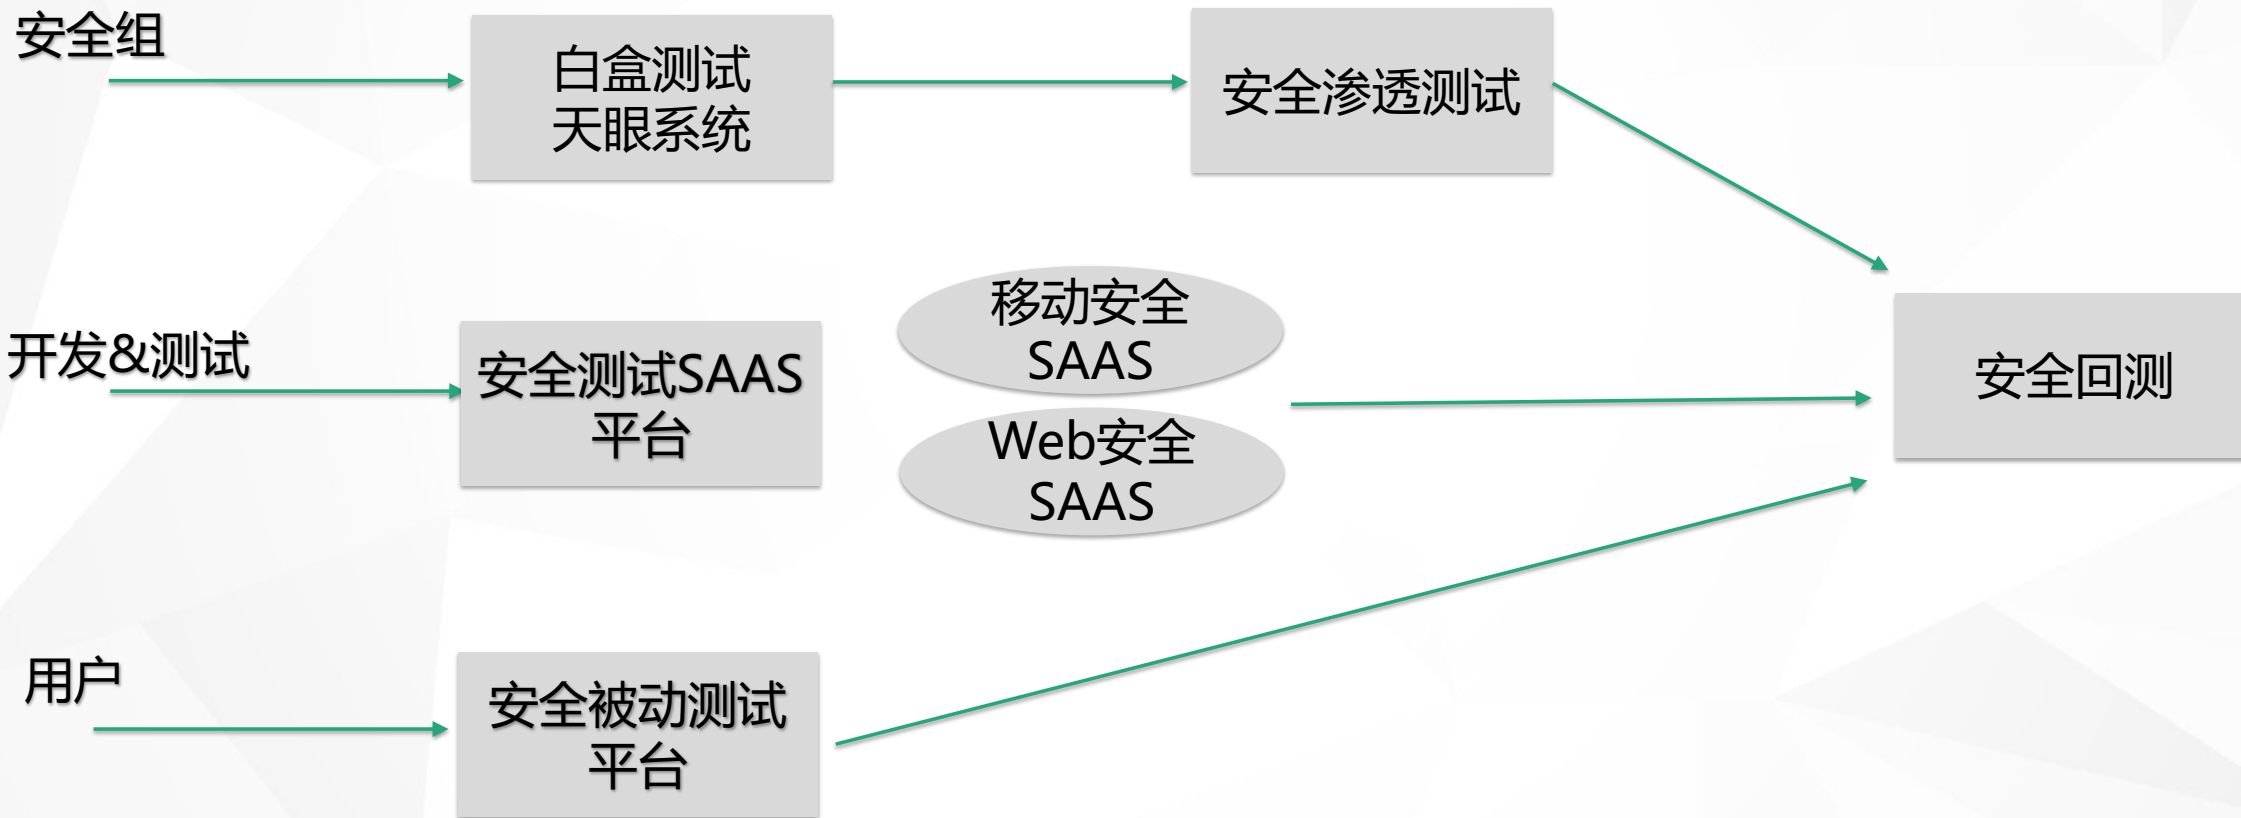 安全组
白盒测试
天眼系统
安全渗透测试
移动安全
SAAS
开发&测试
安全测试SAAS
平台
Web安全
SAAS
安全回测
用户
安全被动测试
平台